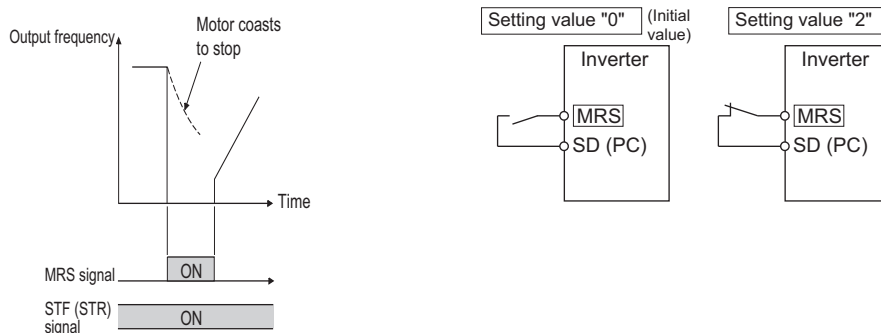 Output frequency
Motor coasts
to stop
Time
MRS signal
ON
STF (STR)
signal
ON
Setting value "0"
(Initial
value)
Inverter
MRS
SD (PC)
Setting value "2"
Inverter
MRS
SD (PC)